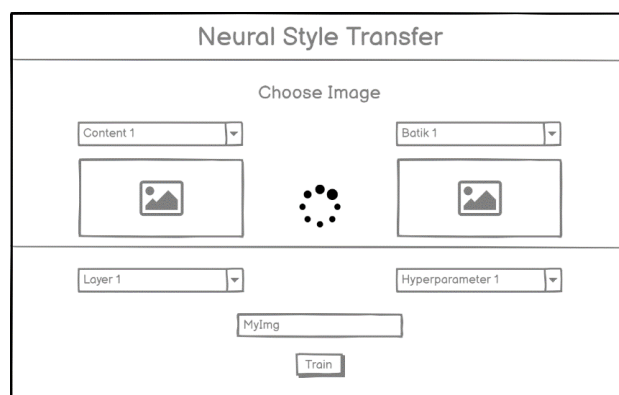 Neural Style Transfer
Choose Image
Content 1
Batik 1
Layer 1
Hyperparameter 1
MyImg
Train